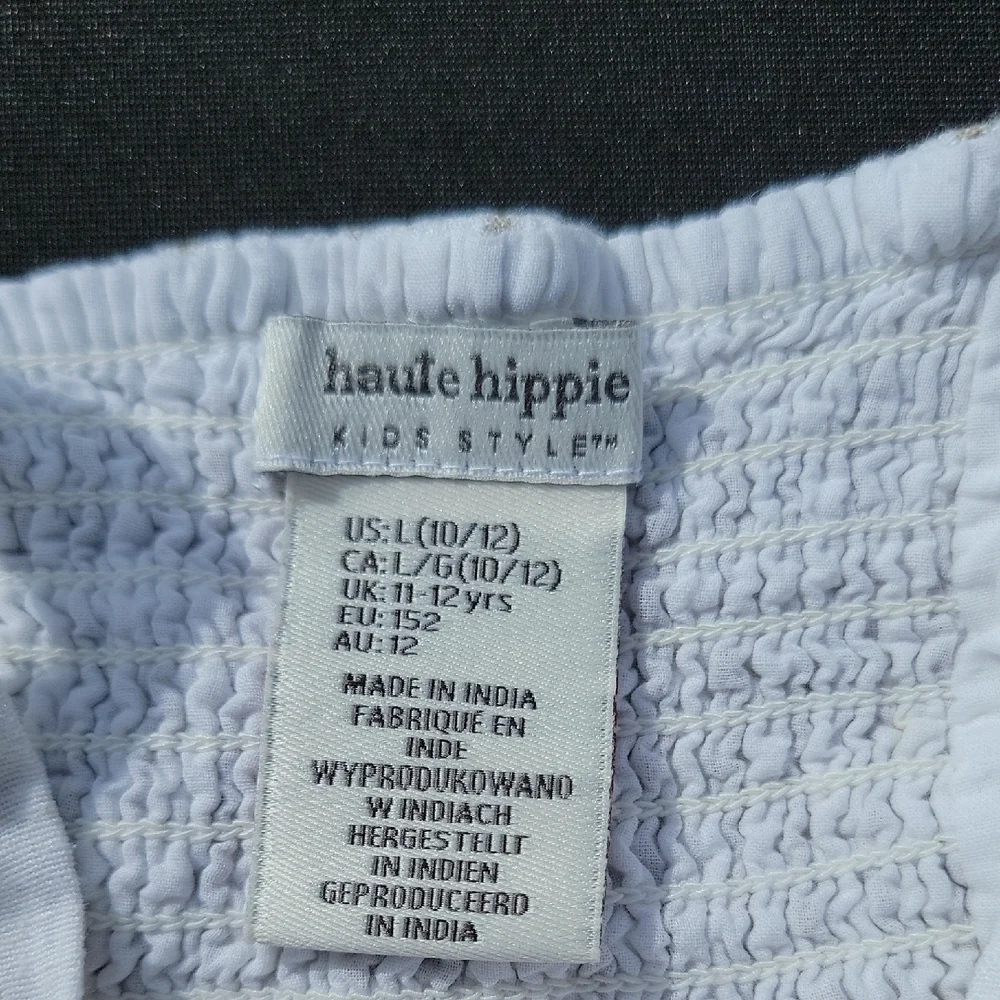 haute hippie
KIDS STYLE™
US: L (10/12)
CA: L/G (10/12)
UK: 11-12 yrs
EU: 152
AU: 12
MADE IN INDIA
FABRIQUÉ EN
INDE
WYPRODUKOWANO
W INDIACH
HERGESTELLT
IN INDIEN
GEPRODUCEERD
IN INDIA